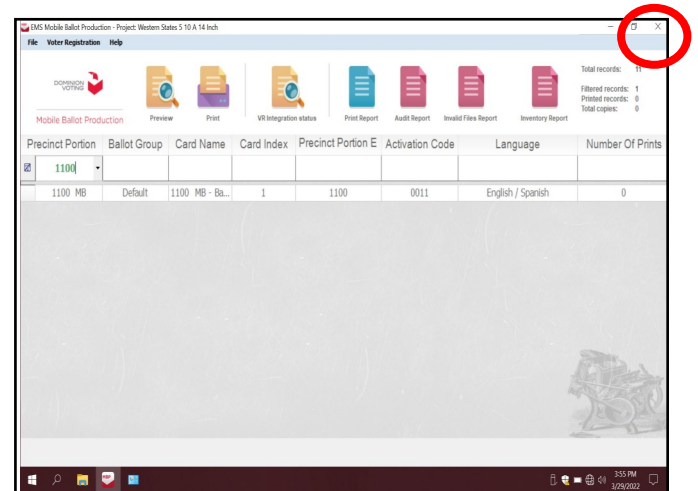 EMS Mobile Ballot Production - Project: Western States 5 10 A 14 Inch
File Voter Registration Help
DOMINION
VOTING
Mobile Ballot Production
Preview
Print
VR Integration status
Print Report
Audit Report
Invalid Files Report
Inventory Report
Total records: 11
Filtered records: 1
Printed records: 0
Total copies: 0
Precinct Portion Ballot Group Card Name Card Index Precinct Portion E Activation Code Language Number Of Prints
1100
1100 MB Default 1100 MB - Ba... 1 1100 0011 English / Spanish 0
MBP
3:55 PM
3/29/2022